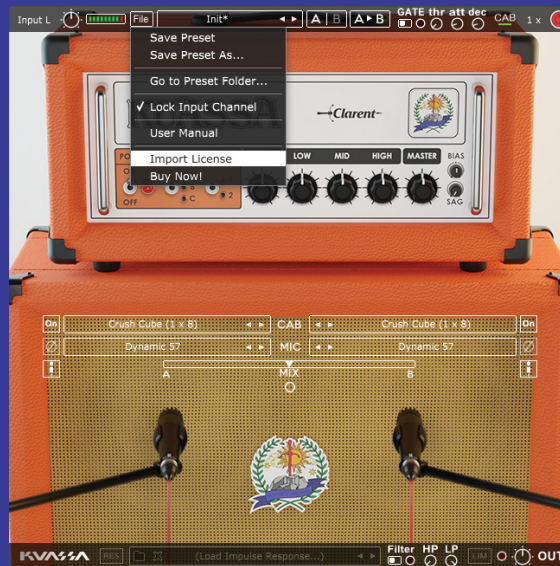 Input L File Init* A B A▸B GATE thr att dec CAB 1 x
Save Preset
Save Preset As...
Go to Preset Folder...
✓ Lock Input Channel
User Manual
Import License
Buy Now!
Clarent
LOW MID HIGH MASTER BIAS
OFF C 2 SAG
On Crush Cube (1 x 8) CAB Crush Cube (1 x 8) On
Dynamic 57 MIC Dynamic 57
A MIX B
KVASSA RES (Load Impulse Response...) Filter HP LP LIM OUT